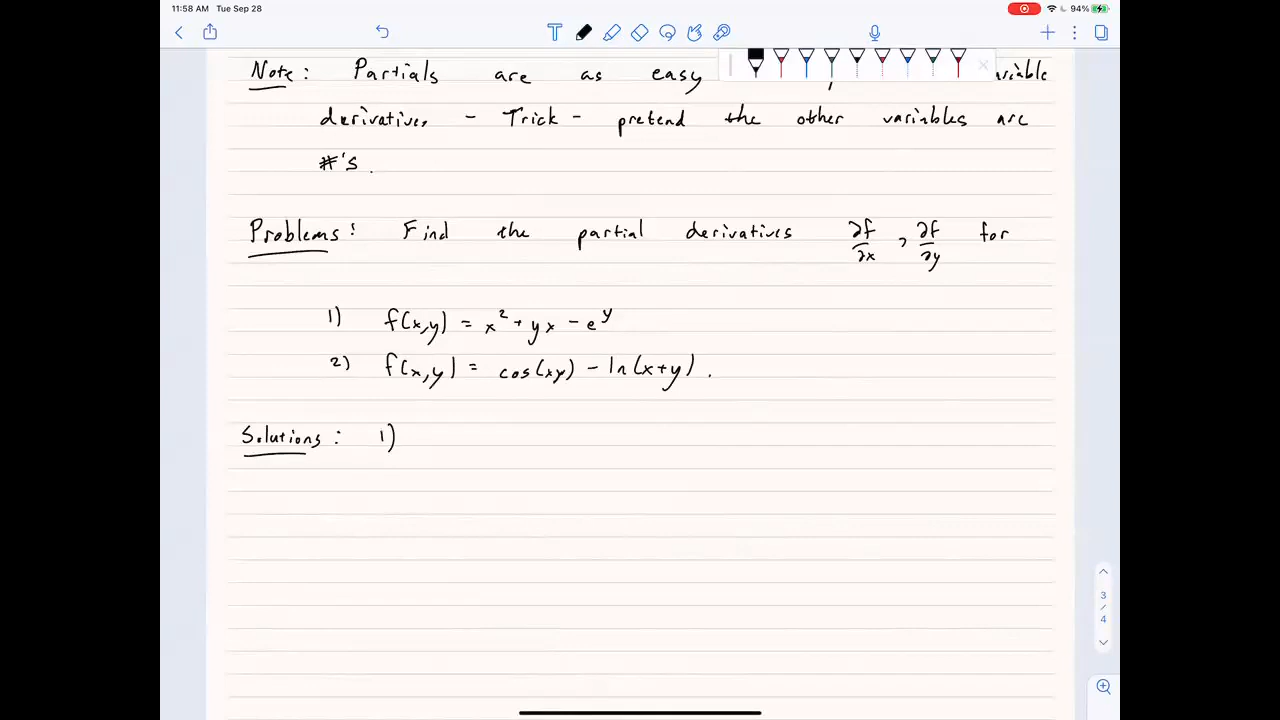 11:58 AM Tue Sep 28
94%
Note: Partials are as easy
derivatives - Trick - pretend the other variables are
#'s.
Problems: Find the partial derivatives ∂f/∂x, ∂f/∂y for
1) f(x,y) = x² + yx - e^y
2) f(x,y) = cos(xy) - ln(x+y).
Solutions: 1)
3
/
4